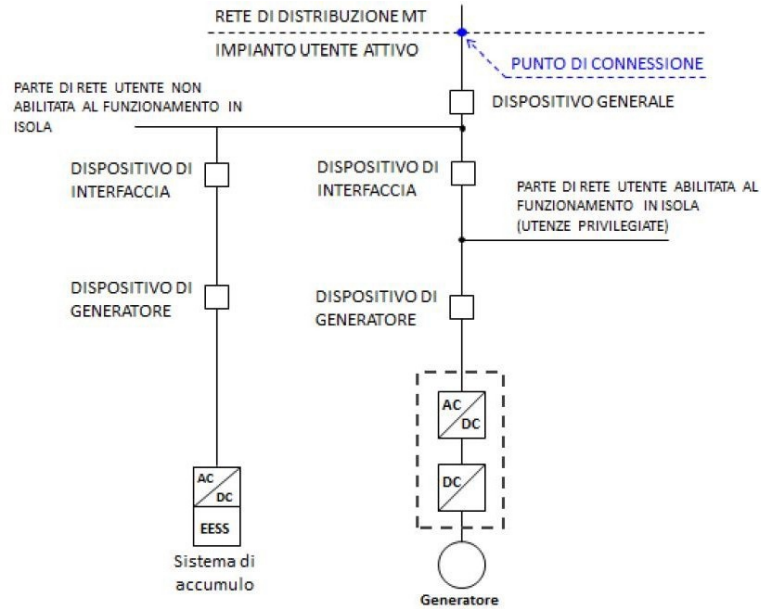 RETE DI DISTRIBUZIONE MT
IMPIANTO UTENTE ATTIVO
PUNTO DI CONNESSIONE
PARTE DI RETE UTENTE NON
ABILITATA AL FUNZIONAMENTO IN
ISOLA
DISPOSITIVO GENERALE
DISPOSITIVO DI
INTERFACCIA
DISPOSITIVO DI
INTERFACCIA
PARTE DI RETE UTENTE ABILITATA AL
FUNZIONAMENTO IN ISOLA
(UTENZE PRIVILEGIATE)
DISPOSITIVO DI
GENERATORE
DISPOSITIVO DI
GENERATORE
AC
DC
DC
AC
DC
EESS
Sistema di
accumulo
Generatore